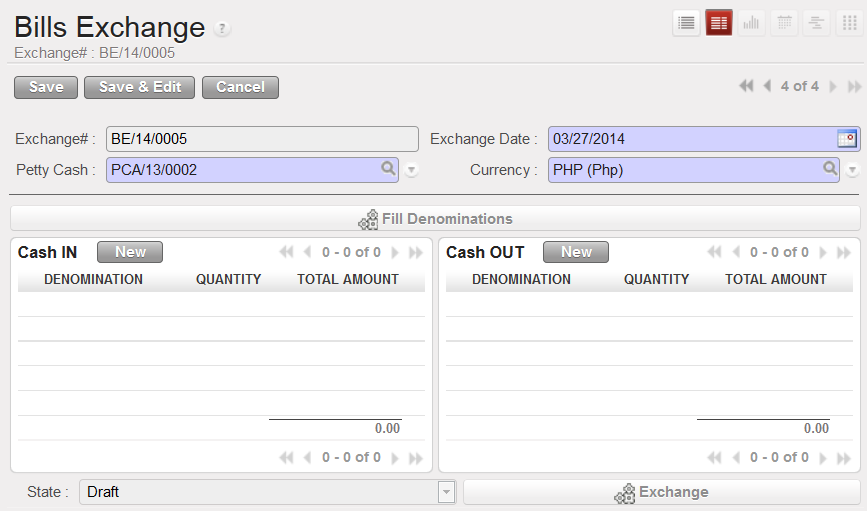 Bills Exchange ?
Exchange# : BE/14/0005
Save Save & Edit Cancel 4 of 4
Exchange# : BE/14/0005 Exchange Date : 03/27/2014
Petty Cash : PCA/13/0002 Currency : PHP (Php)
Fill Denominations
Cash IN New 0 - 0 of 0
DENOMINATION QUANTITY TOTAL AMOUNT
0.00
0 - 0 of 0
Cash OUT New 0 - 0 of 0
DENOMINATION QUANTITY TOTAL AMOUNT
0.00
0 - 0 of 0
State : Draft Exchange